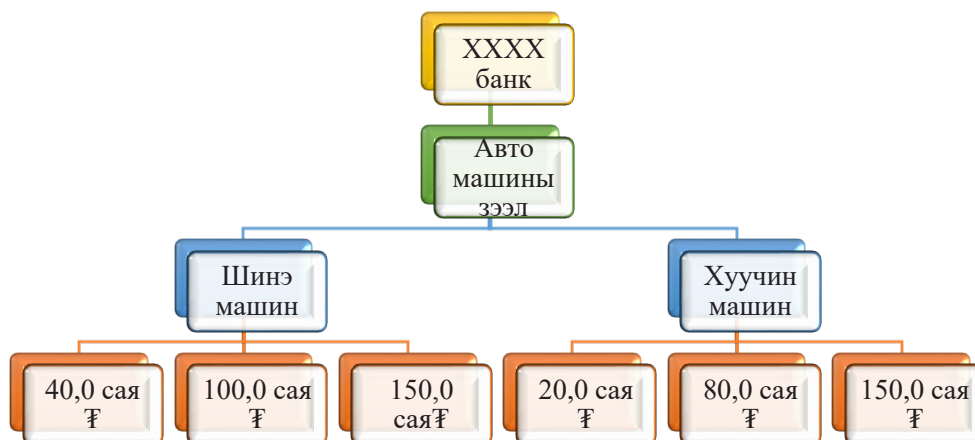 XXXX
банк
Авто
машины
зээл
Шинэ
машин
Хуучин
машин
40,0 сая
₮
100,0 сая
₮
150,0
сая₮
20,0 сая
₮
80,0 сая
₮
150,0 сая
₮